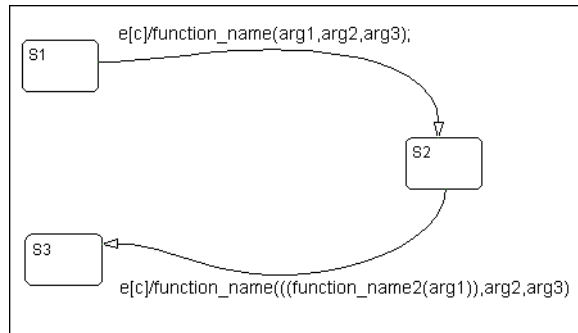 e[c]/function_name(arg1,arg2,arg3);
S1
S2
S3
e[c]/function_name(((function_name2(arg1)),arg2,arg3)